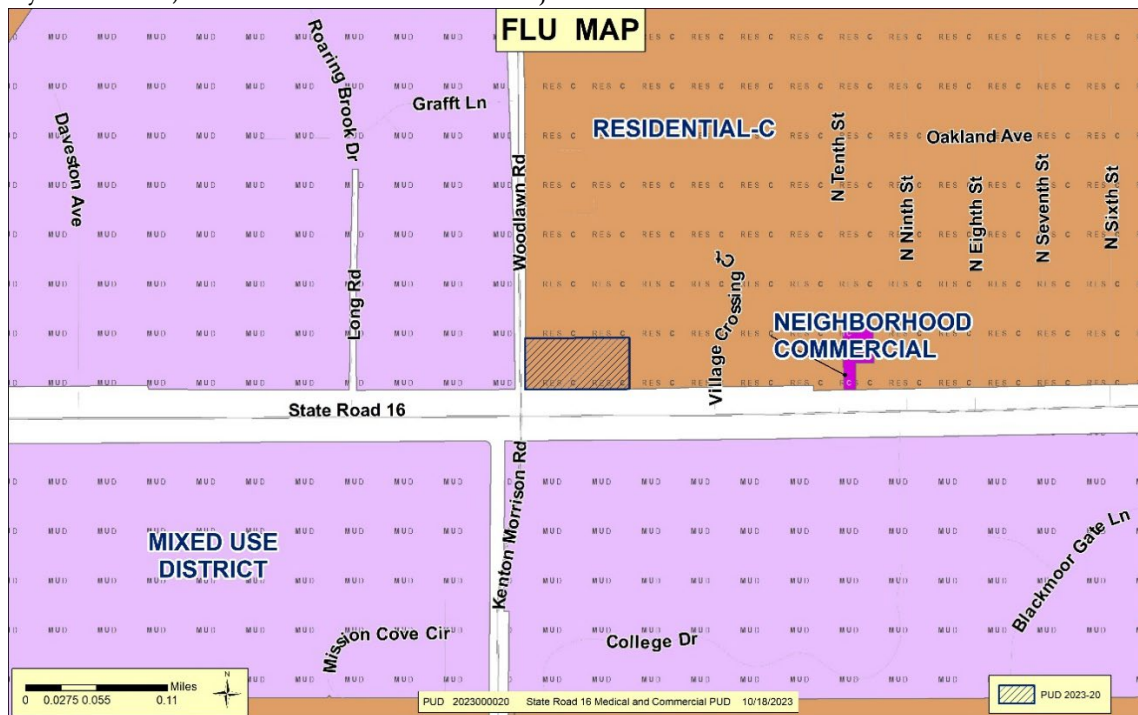 FLU MAP
Roaring Brook Dr
Grafft Ln
Daveston Ave
Woodlawn Rd
RESIDENTIAL-C
N Tenth St
Oakland Ave
N Ninth St
N Eighth St
N Seventh St
N Sixth St
Long Rd
Village Crossing Ct
NEIGHBORHOOD
COMMERCIAL
State Road 16
Kenton Morrison Rd
MIXED USE
DISTRICT
Mission Cove Cir
College Dr
Blackmoor Gate Ln
Miles
0 0.0275 0.055 0.11
N
PUD 2023000020 State Road 16 Medical and Commercial PUD 10/18/2023
PUD 2023-20
MUD
RES C